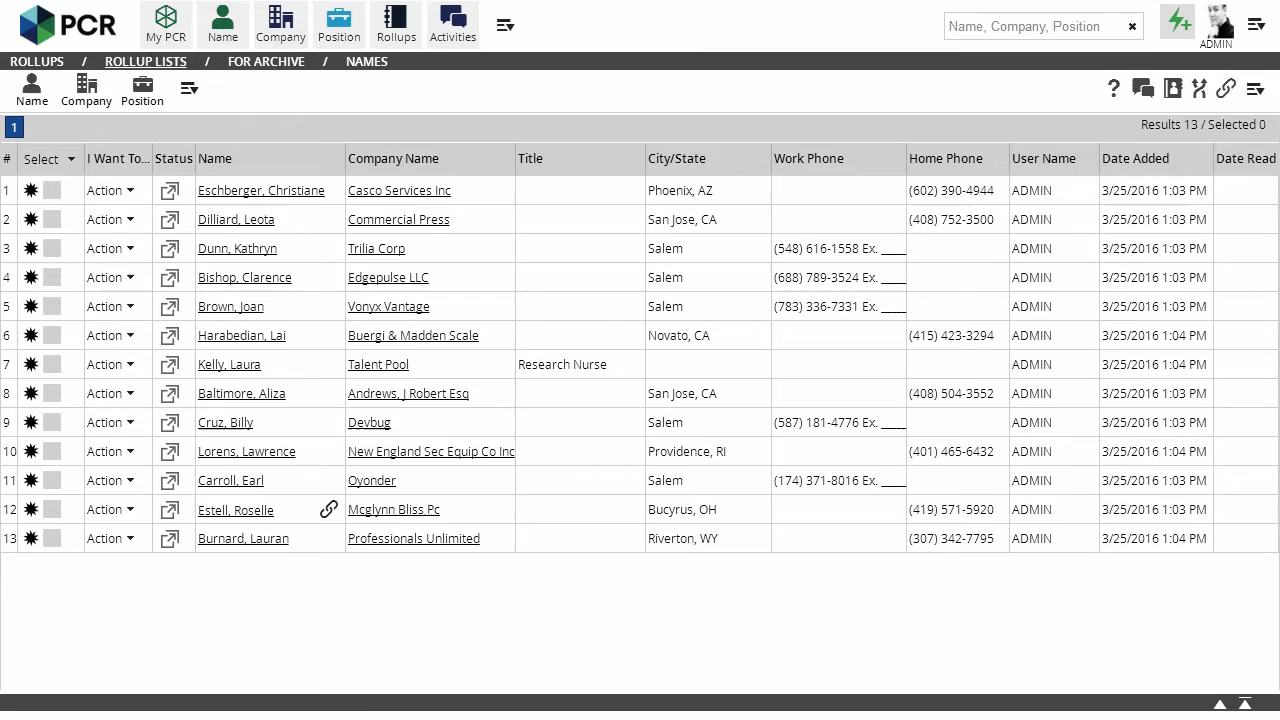 PCR
My PCR Name Company Position Rollups Activities
Name, Company, Position
ADMIN
ROLLUPS / ROLLUP LISTS / FOR ARCHIVE / NAMES
Name Company Position
?
1
Results 13 / Selected 0
# Select I Want To... Status Name Company Name Title City/State Work Phone Home Phone User Name Date Added Date Read
1 Action Eschberger, Christiane Casco Services Inc Phoenix, AZ (602) 390-4944 ADMIN 3/25/2016 1:03 PM
2 Action Dilliard, Leota Commercial Press San Jose, CA (408) 752-3500 ADMIN 3/25/2016 1:03 PM
3 Action Dunn, Kathryn Trilia Corp Salem (548) 616-1558 Ex. ____ ADMIN 3/25/2016 1:03 PM
4 Action Bishop, Clarence Edgepulse LLC Salem (688) 789-3524 Ex. ____ ADMIN 3/25/2016 1:03 PM
5 Action Brown, Joan Vonyx Vantage Salem (783) 336-7331 Ex. ____ ADMIN 3/25/2016 1:03 PM
6 Action Harabedian, Lai Buergi & Madden Scale Novato, CA (415) 423-3294 ADMIN 3/25/2016 1:04 PM
7 Action Kelly, Laura Talent Pool Research Nurse ADMIN 3/25/2016 1:04 PM
8 Action Baltimore, Aliza Andrews, J Robert Esq San Jose, CA (408) 504-3552 ADMIN 3/25/2016 1:03 PM
9 Action Cruz, Billy Devbug Salem (587) 181-4776 Ex. ____ ADMIN 3/25/2016 1:03 PM
10 Action Lorens, Lawrence New England Sec Equip Co Inc Providence, RI (401) 465-6432 ADMIN 3/25/2016 1:03 PM
11 Action Carroll, Earl Oyonder Salem (174) 371-8016 Ex. ____ ADMIN 3/25/2016 1:03 PM
12 Action Estell, Roselle Mcglynn Bliss Pc Bucyrus, OH (419) 571-5920 ADMIN 3/25/2016 1:04 PM
13 Action Burnard, Lauran Professionals Unlimited Riverton, WY (307) 342-7795 ADMIN 3/25/2016 1:04 PM